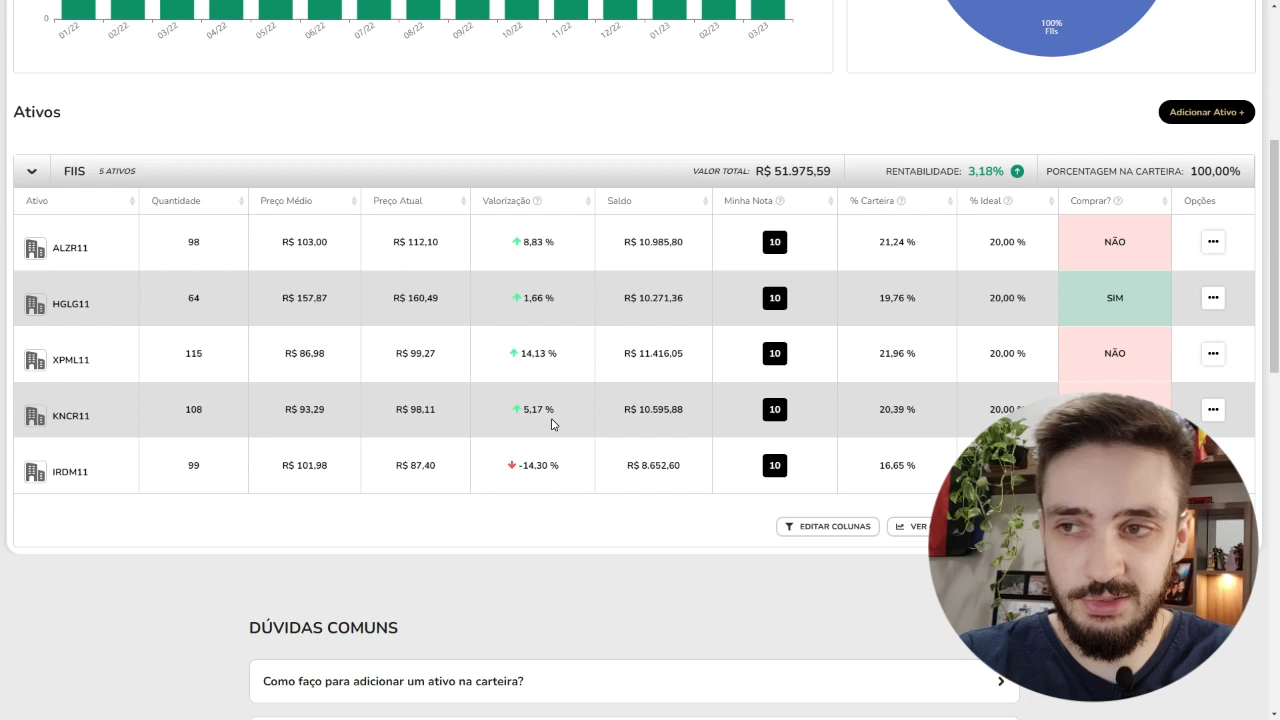 0
01/22 02/22 03/22 04/22 05/22 06/22 07/22 08/22 09/22 10/22 11/22 12/22 01/23 02/23 03/23
100%
FIIs
Ativos
Adicionar Ativo +
FIIS 5 ATIVOS VALOR TOTAL: R$ 51.975,59 RENTABILIDADE: 3,18% PORCENTAGEM NA CARTEIRA: 100,00%
Ativo Quantidade Preço Médio Preço Atual Valorização Saldo Minha Nota % Carteira % Ideal Comprar? Opções
ALZR11 98 R$ 103,00 R$ 112,10 8,83 % R$ 10.985,80 10 21,24 % 20,00 % NÃO
HGLG11 64 R$ 157,87 R$ 160,49 1,66 % R$ 10.271,36 10 19,76 % 20,00 % SIM
XPML11 115 R$ 86,98 R$ 99,27 14,13 % R$ 11.416,05 10 21,96 % 20,00 % NÃO
KNCR11 108 R$ 93,29 R$ 98,11 5,17 % R$ 10.595,88 10 20,39 % 20,00
IRDM11 99 R$ 101,98 R$ 87,40 -14,30 % R$ 8.652,60 10 16,65 %
EDITAR COLUNAS VER
DÚVIDAS COMUNS
Como faço para adicionar um ativo na carteira?